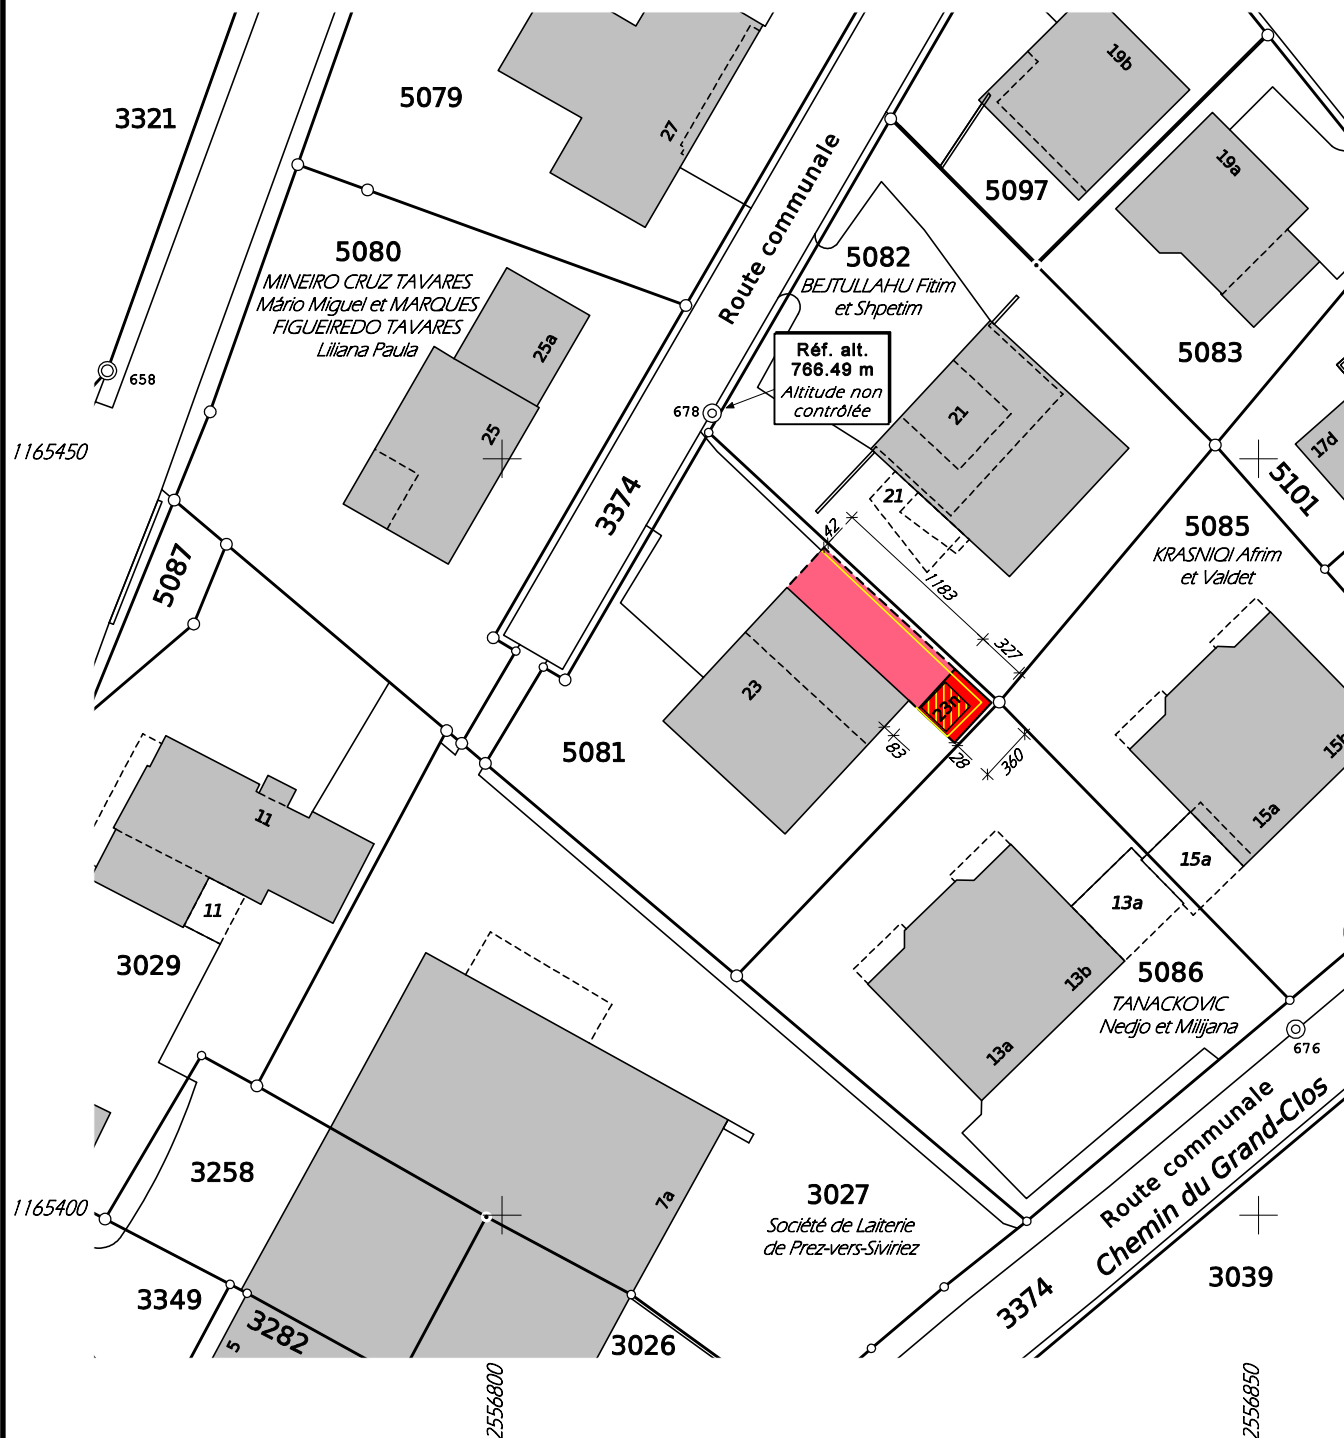 19b
5079
3321
27
19a
Route communale
5097
5080
MINEIRO CRUZ TAVARES
Mário Miguel et MARQUES
FIGUEIREDO TAVARES
Liliana Paula
5082
BEJTULLAHU Fitim
et Shpetim
25a
5083
Réf. alt.
766.49 m
Altitude non
contrôlée
658
678
21
25
1165450
17d
5101
3374
21
5085
KRASNIQI Afrim
et Valdet
42
5087
1183
327
23
23n
5081
83
28
360
15b
11
15a
15a
11
13a
3029
13b
5086
TANACKOVIC
Nedjo et Milijana
13a
676
Route communale
Chemin du Grand-Clos
3258
7a
3027
Société de Laiterie
de Prez-vers-Siviriez
1165400
3374
3039
3349
3282
5
3026
2556800
2556850